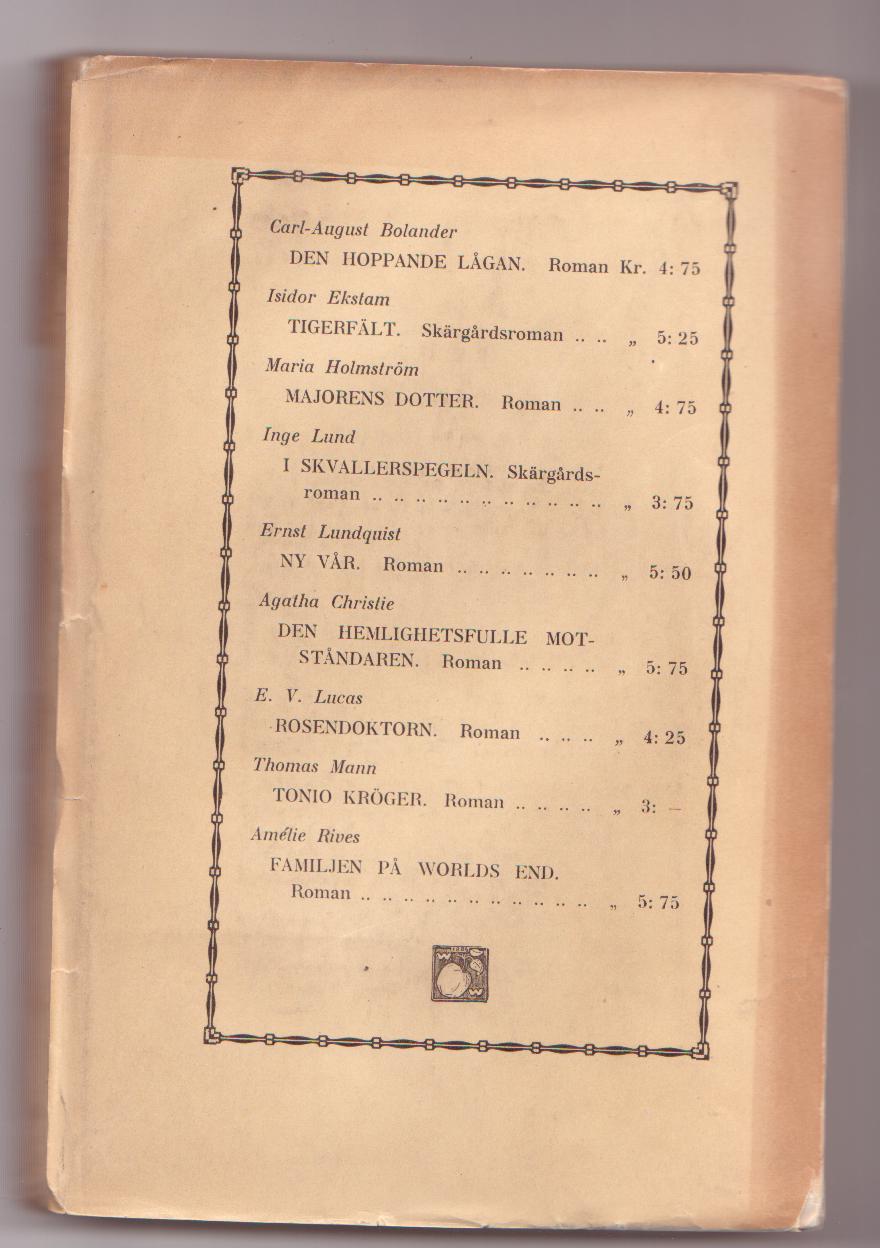 Carl-August Bolander
DEN HOPPANDE LÅGAN. Roman Kr. 4: 75
Isidor Ekstam
TIGERFÄLT. Skärgårdsroman .. .. „ 5: 25
Maria Holmström
MAJORENS DOTTER. Roman .. .. „ 4: 75
Inge Lund
I SKVALLERSPEGELN. Skärgårds-
roman .. .. .. .. .. .. .. .. .. .. .. „ 3: 75
Ernst Lundquist
NY VÅR. Roman .. .. .. .. .. .. .. „ 5: 50
Agatha Christie
DEN HEMLIGHETSFULLE MOT-
STÅNDAREN. Roman .. .. .. .. „ 5: 75
E. V. Lucas
ROSENDOKTORN. Roman .. .. .. „ 4: 25
Thomas Mann
TONIO KRÖGER. Roman .. .. .. .. „ 3: —
Amélie Rives
FAMILJEN PÅ WORLDS END.
Roman .. .. .. .. .. .. .. .. .. .. .. „ 5: 75
W
W